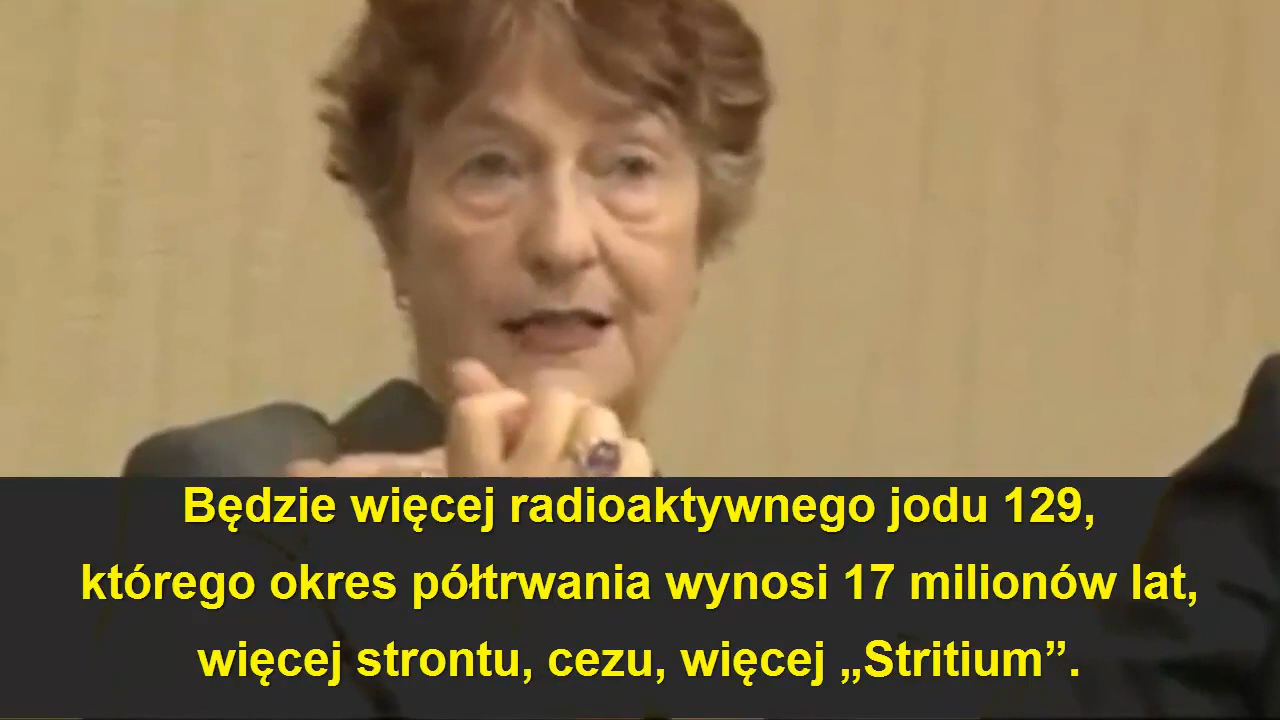 Będzie więcej radioaktywnego jodu 129,
którego okres półtrwania wynosi 17 milionów lat,
więcej strontu, cezu, więcej „Stritium”.